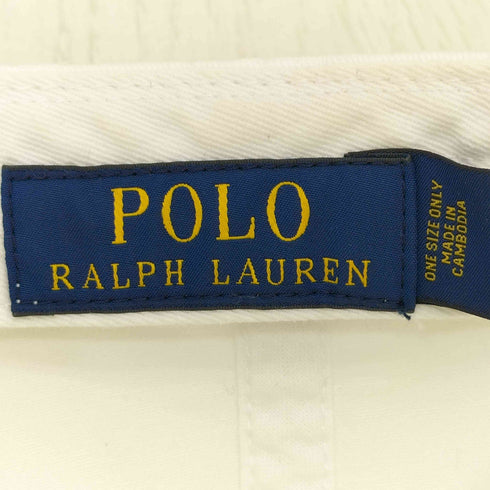 POLO
RALPH LAUREN
ONE SIZE ONLY
MADE IN
CAMBODIA